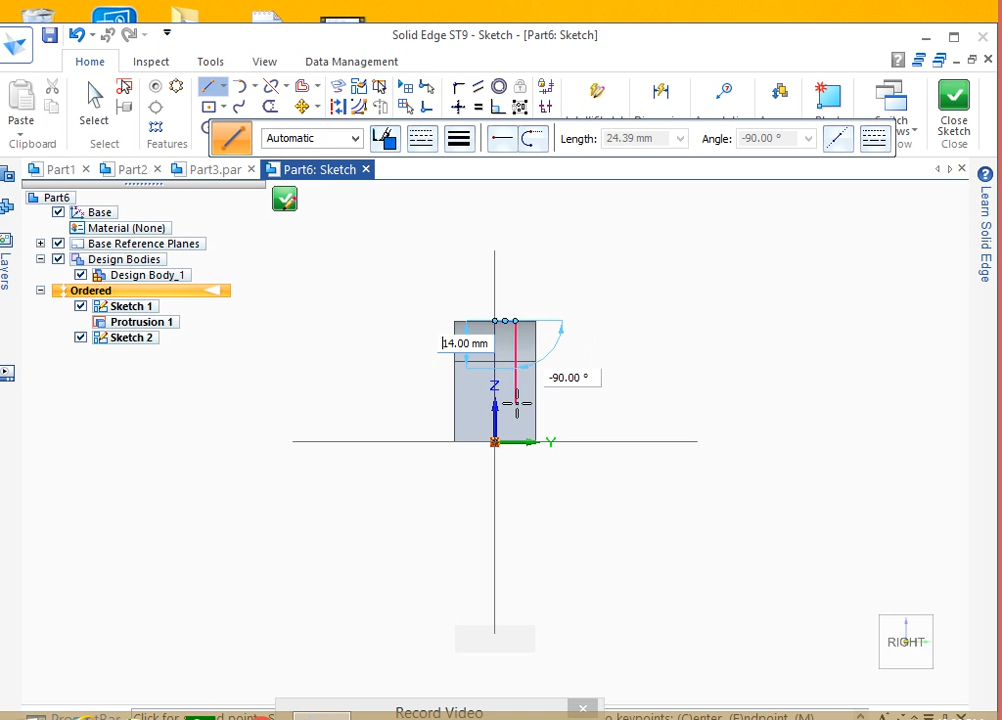 Solid Edge ST9 - Sketch - [Part6: Sketch]
Home Inspect Tools View Data Management
Paste
Select
Close
Sketch
Clipboard Select Features Close
Automatic Length: 24.39 mm Angle: -90.00 °
Part1 Part2 Part3.par Part6: Sketch
Part6
Base
Material (None)
Base Reference Planes
Design Bodies
Design Body_1
Ordered
Sketch 1
Protrusion 1
Sketch 2
Layers
Learn Solid Edge
14.00 mm
-90.00 °
Z
Y
RIGHT
Record Video